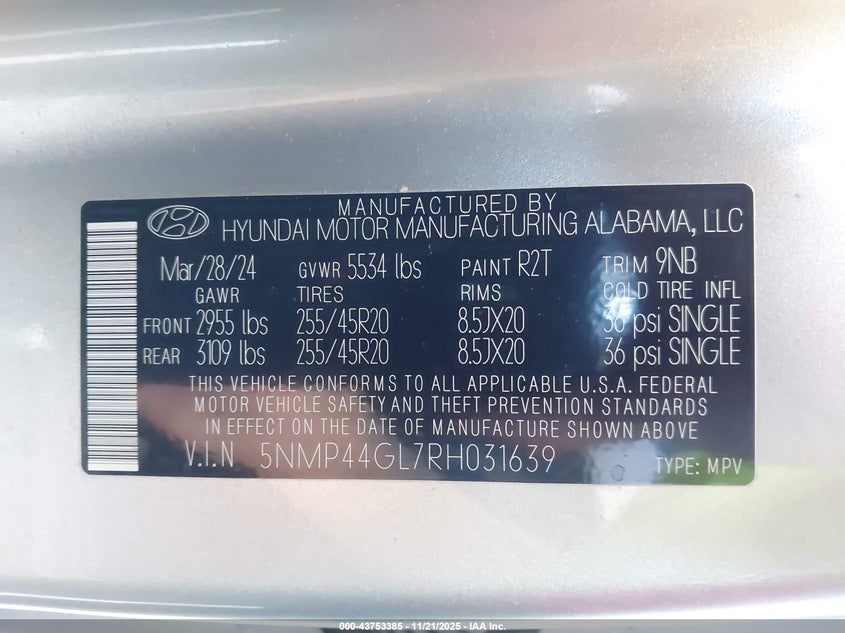 MANUFACTURED BY
HYUNDAI MOTOR MANUFACTURING ALABAMA, LLC
Mar/28/24 GVWR 5534 lbs PAINT R2T TRIM 9NB
GAWR TIRES RIMS COLD TIRE INFL
FRONT 2955 lbs 255/45R20 8.5JX20 36 psi SINGLE
REAR 3109 lbs 255/45R20 8.5JX20 36 psi SINGLE
THIS VEHICLE CONFORMS TO ALL APPLICABLE U.S.A. FEDERAL
MOTOR VEHICLE SAFETY AND THEFT PREVENTION STANDARDS
IN EFFECT ON THE DATE OF MANUFACTURE SHOWN ABOVE
V.I.N 5NMP44GL7RH031639 TYPE: MPV
000-43753385 - 11/21/2025 - IAA Inc.